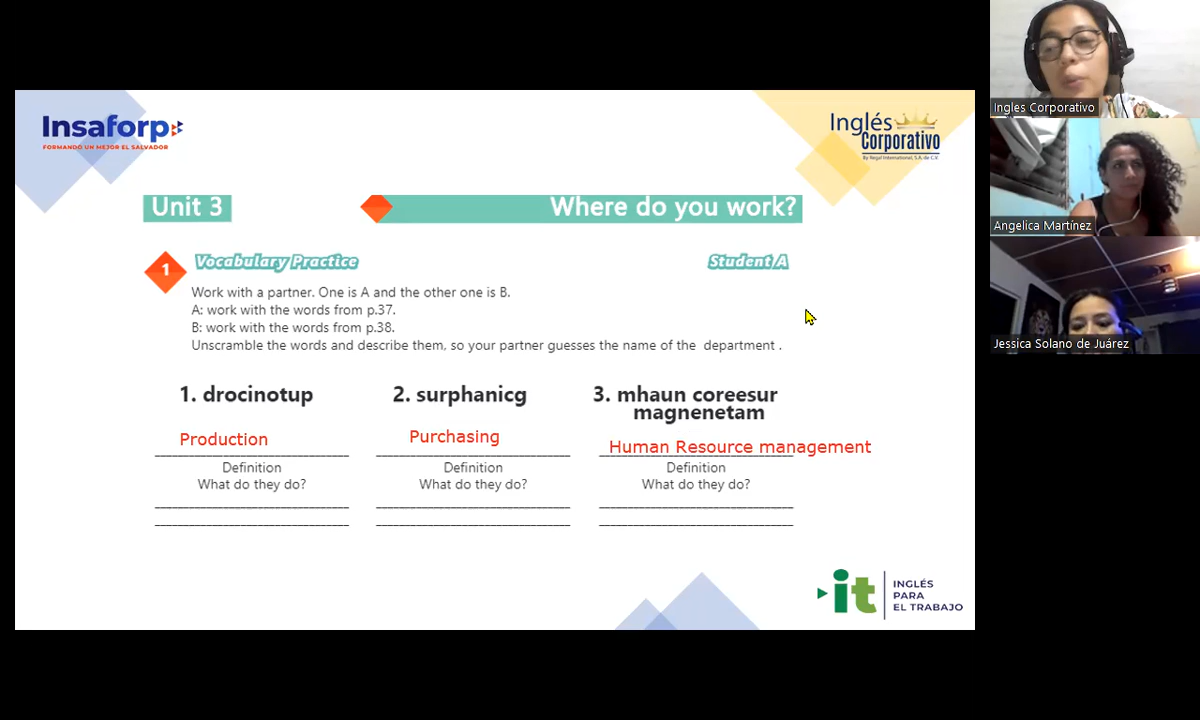 Insaforp
FORMANDO UN MEJOR EL SALVADOR
Inglés
Corporativo
By Regal International, S.A. de C.V.
Unit 3
Where do you work?
1
Vocabulary Practice
Student A
Work with a partner. One is A and the other one is B.
A: work with the words from p.37.
B: work with the words from p.38.
Unscramble the words and describe them, so your partner guesses the name of the department .
1. drocinotup
2. surphanicg
3. mhaun coreesur
magnenetam
Production
Purchasing
Human Resource management
Definition
What do they do?
Definition
What do they do?
Definition
What do they do?
it
INGLÉS
PARA
EL TRABAJO
Ingles Corporativo
Angelica Martínez
Jessica Solano de Juárez